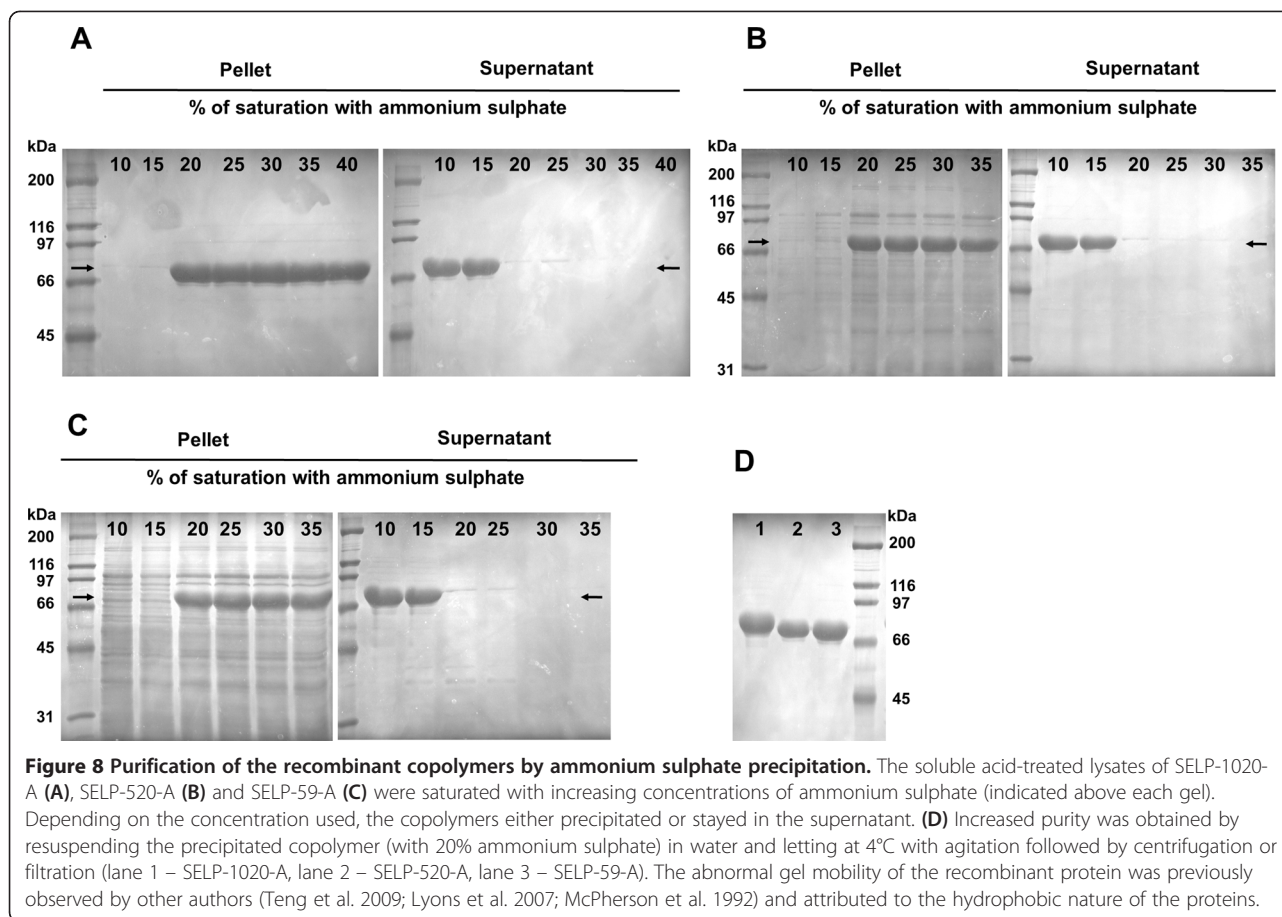 A
Pellet Supernatant
% of saturation with ammonium sulphate
kDa
10 15 20 25 30 35 40 10 15 20 25 30 35 40
200
116
97
66
45
B
Pellet Supernatant
% of saturation with ammonium sulphate
kDa
10 15 20 25 30 35 10 15 20 25 30 35
200
116
97
66
45
31
C
Pellet Supernatant
% of saturation with ammonium sulphate
kDa
10 15 20 25 30 35 10 15 20 25 30 35
200
116
97
66
45
31
D
1 2 3
kDa
200
116
97
66
45
Figure 8 Purification of the recombinant copolymers by ammonium sulphate precipitation. The soluble acid-treated lysates of SELP-1020-
A (A), SELP-520-A (B) and SELP-59-A (C) were saturated with increasing concentrations of ammonium sulphate (indicated above each gel).
Depending on the concentration used, the copolymers either precipitated or stayed in the supernatant. (D) Increased purity was obtained by
resuspending the precipitated copolymer (with 20% ammonium sulphate) in water and letting at 4°C with agitation followed by centrifugation or
filtration (lane 1 – SELP-1020-A, lane 2 – SELP-520-A, lane 3 – SELP-59-A). The abnormal gel mobility of the recombinant protein was previously
observed by other authors (Teng et al. 2009; Lyons et al. 2007; McPherson et al. 1992) and attributed to the hydrophobic nature of the proteins.